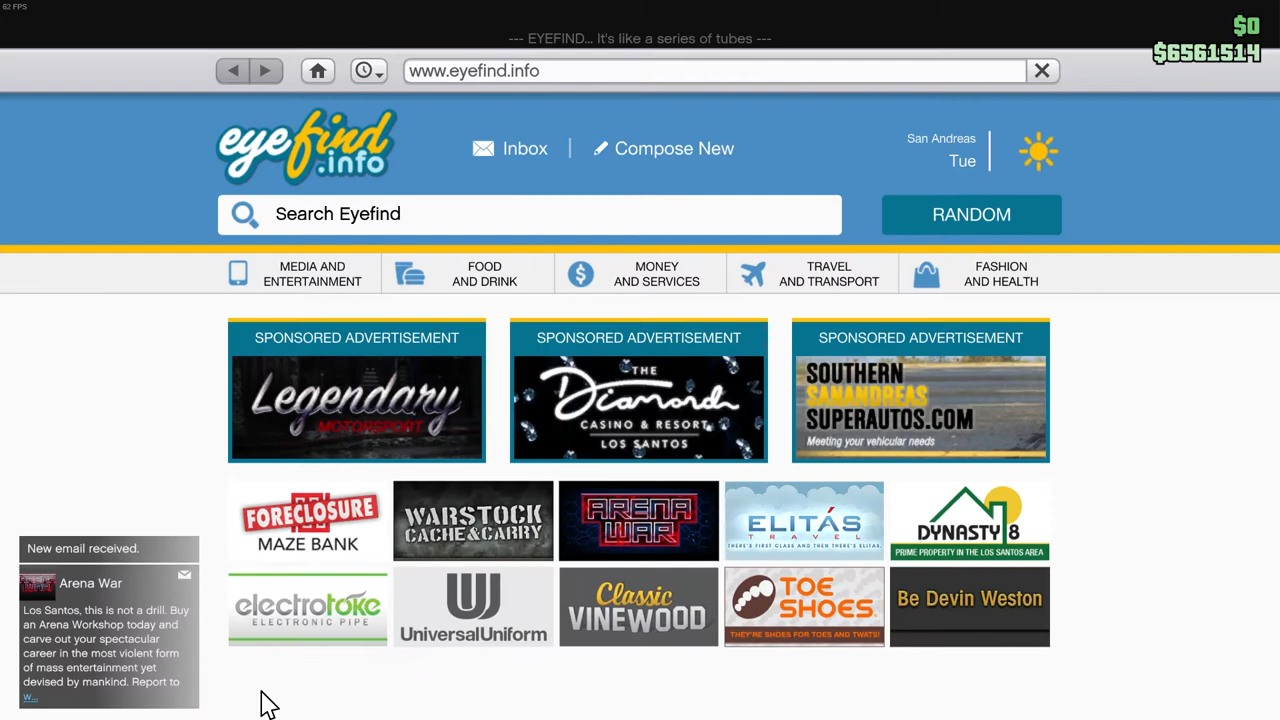 62 FPS
$0
$6561514
--- EYEFIND... It's like a series of tubes ---
www.eyefind.info
eyefind
.info
Inbox
Compose New
San Andreas
Tue
Search Eyefind
RANDOM
MEDIA AND
ENTERTAINMENT
FOOD
AND DRINK
MONEY
AND SERVICES
TRAVEL
AND TRANSPORT
FASHION
AND HEALTH
SPONSORED ADVERTISEMENT
Legendary
MOTORSPORT
SPONSORED ADVERTISEMENT
THE
Diamond
CASINO & RESORT
LOS SANTOS
SPONSORED ADVERTISEMENT
SOUTHERN
SANANDREAS
SUPERAUTOS.COM
Meeting your vehicular needs
FORECLOSURE
MAZE BANK
WARSTOCK
CACHE&CARRY
ARENA
WAR
ELITÁS
TRAVEL
THERE'S FIRST CLASS AND THEN THERE'S ELITAS.
DYNASTY 8
PRIME PROPERTY IN THE LOS SANTOS AREA
electrotoke
ELECTRONIC PIPE
UniversalUniform
Classic
VINEWOOD
TOE
SHOES
THEY'RE SHOES FOR TOES AND TWATS!
Be Devin Weston
New email received.
Arena War
Los Santos, this is not a drill. Buy
an Arena Workshop today and
carve out your spectacular
career in the most violent form
of mass entertainment yet
devised by mankind. Report to
w...